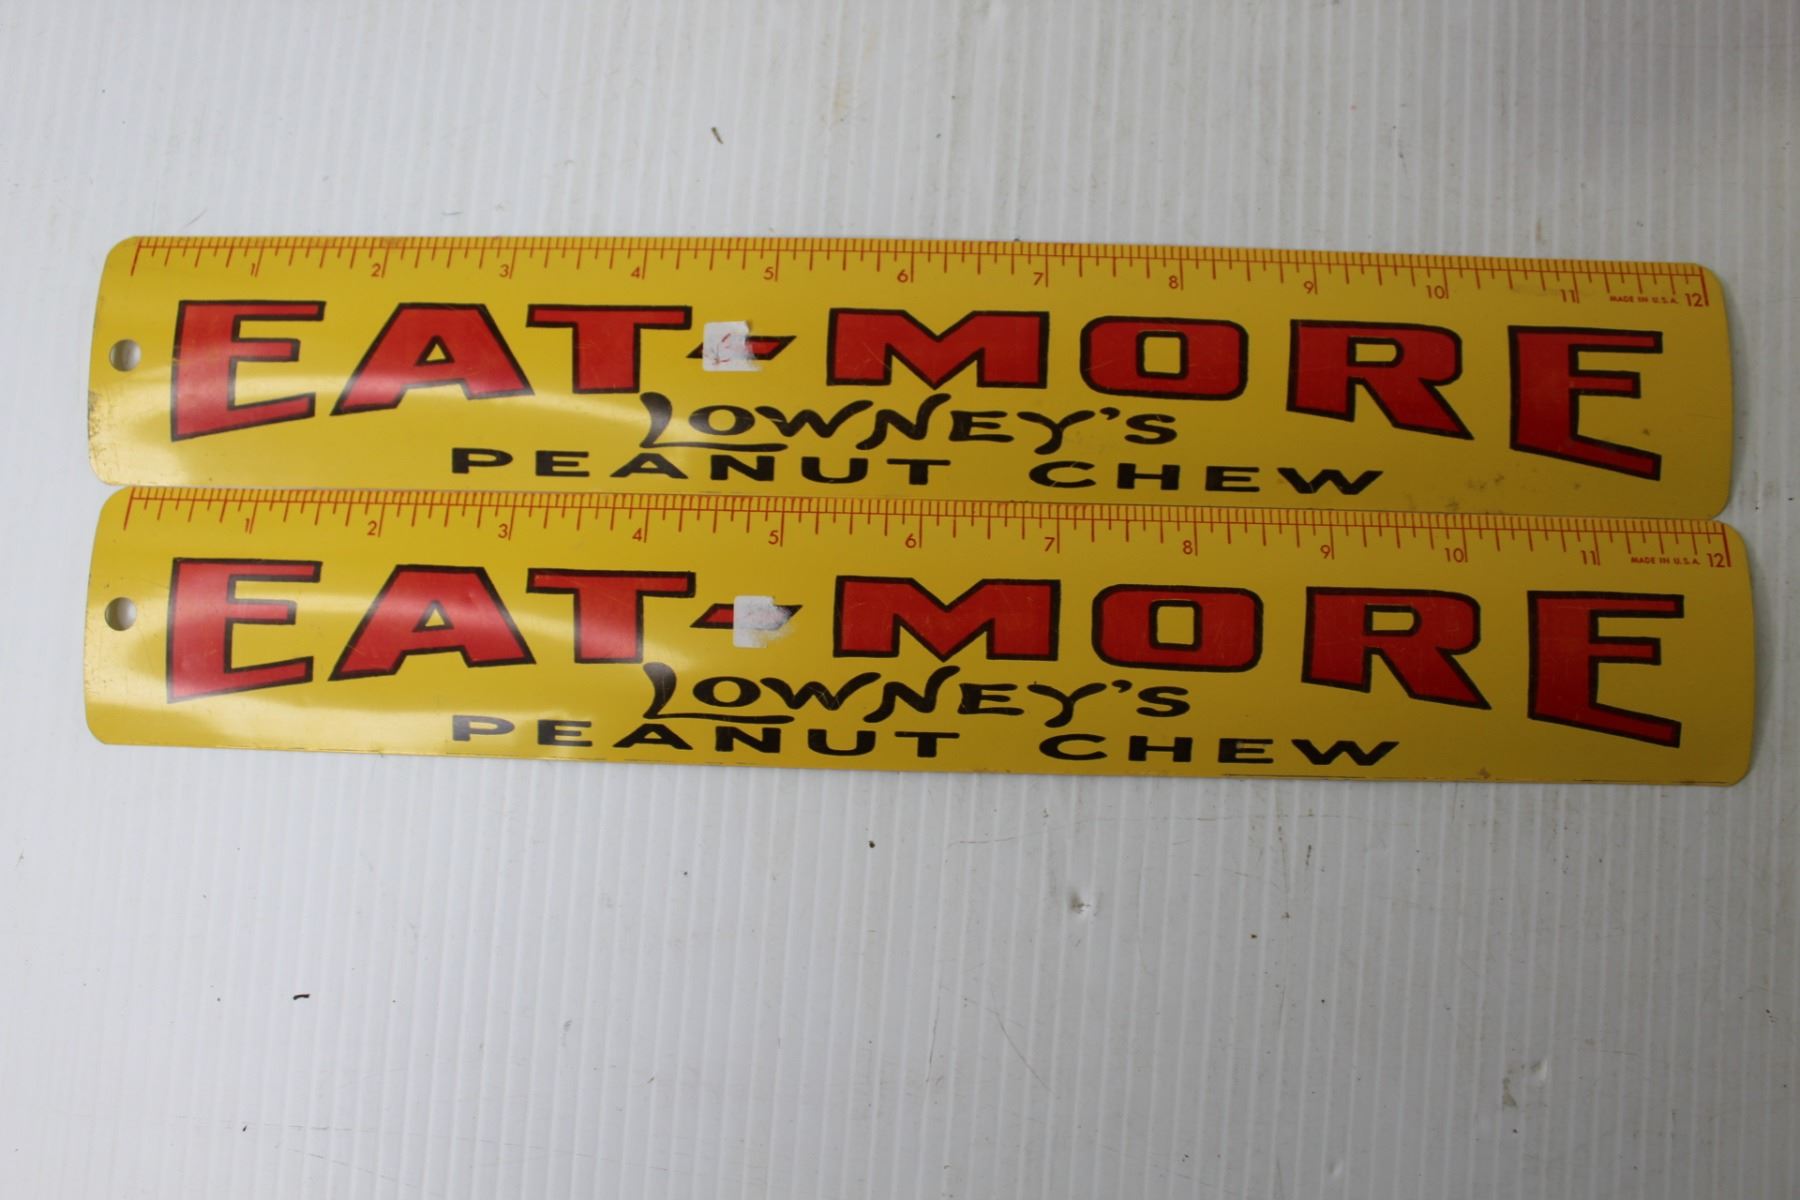 1 2 3 4 5 6 7 8 9 10 11 12
MADE IN U.S.A.
EAT-MORE
LOWNEY'S
PEANUT CHEW
1 2 3 4 5 6 7 8 9 10 11 12
MADE IN U.S.A.
EAT-MORE
LOWNEY'S
PEANUT CHEW